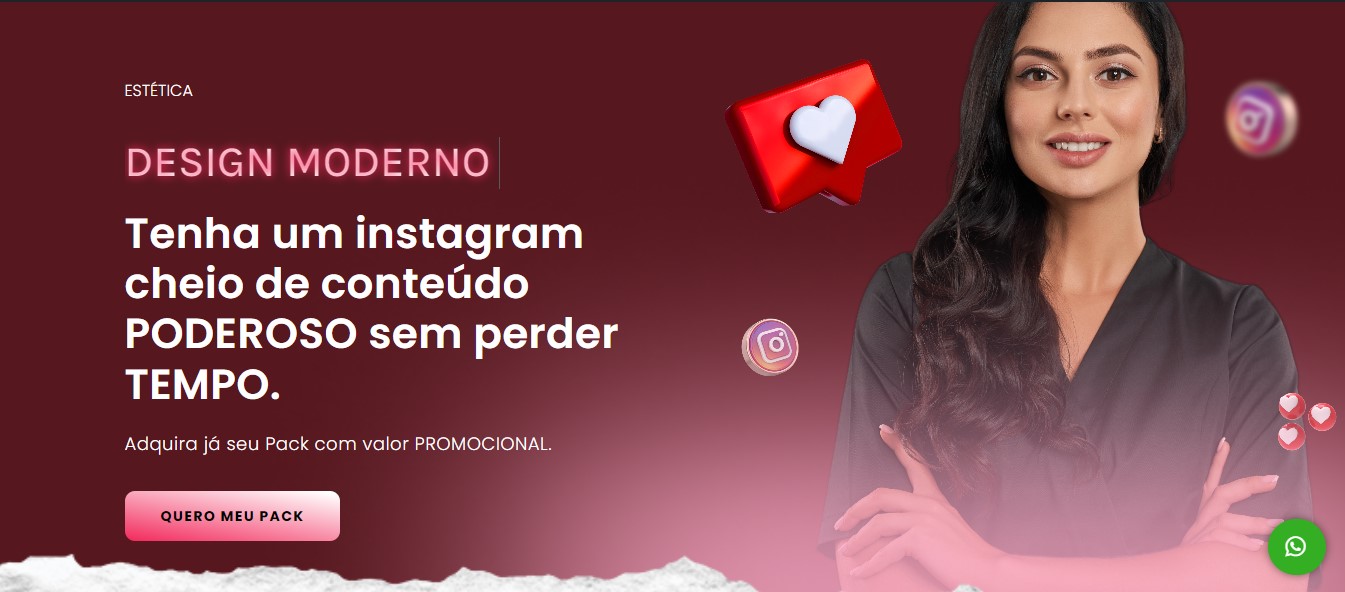 ESTÉTICA
DESIGN MODERNO
Tenha um instagram
cheio de conteúdo
PODEROSO sem perder
TEMPO.
Adquira já seu Pack com valor PROMOCIONAL.
QUERO MEU PACK